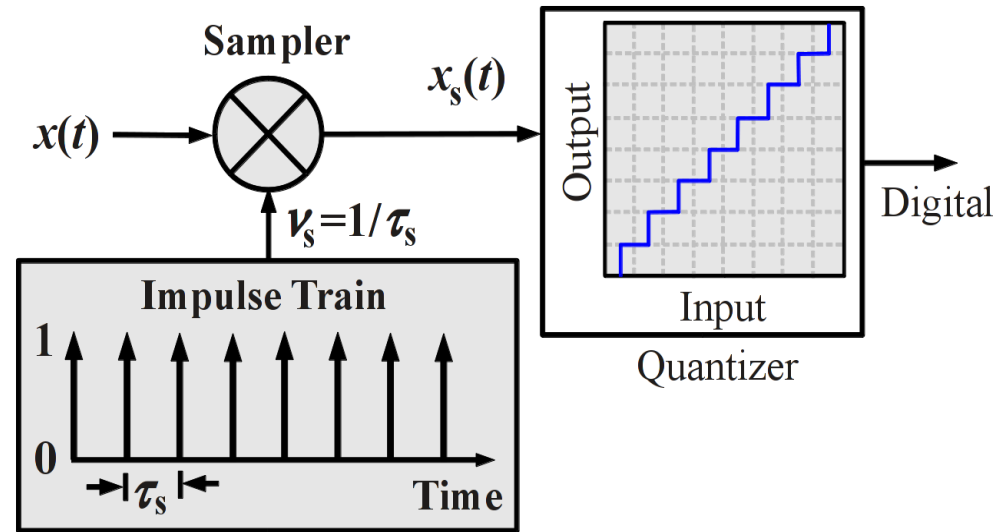 Sampler
x(t)
xₛ(t)
νₛ=1/τₛ
Impulse Train
1
0
τₛ
Time
Output
Input
Quantizer
Digital